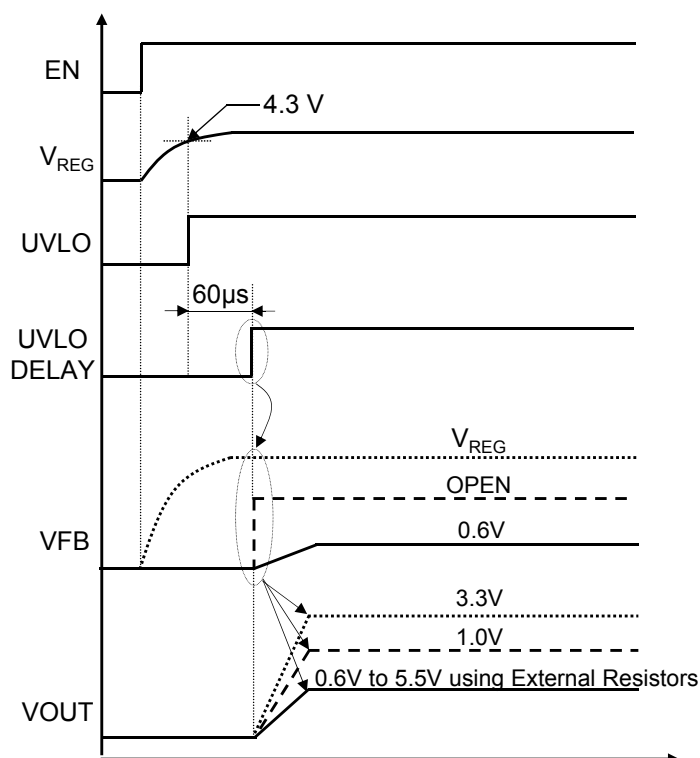 EN
4.3 V
VREG
UVLO
60µs
UVLO
DELAY
VREG
OPEN
VFB
0.6V
3.3V
1.0V
0.6V to 5.5V using External Resistors
VOUT